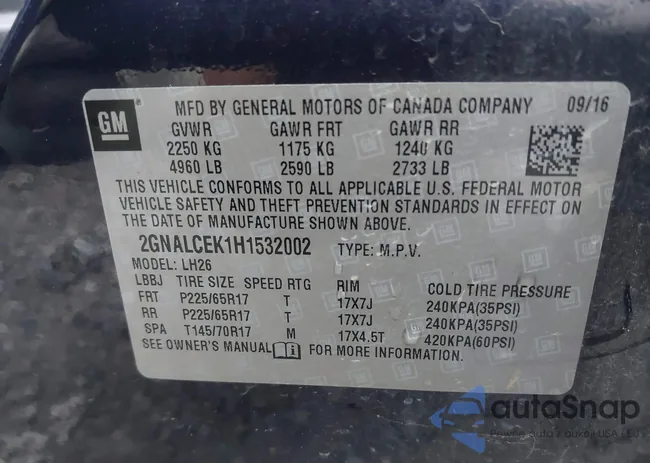 GM
MFD BY GENERAL MOTORS OF CANADA COMPANY 09/16
GVWR GAWR FRT GAWR RR
2250 KG 1175 KG 1240 KG
4960 LB 2590 LB 2733 LB
THIS VEHICLE CONFORMS TO ALL APPLICABLE U.S. FEDERAL MOTOR
VEHICLE SAFETY AND THEFT PREVENTION STANDARDS IN EFFECT ON
THE DATE OF MANUFACTURE SHOWN ABOVE.
2GNALCEK1H1532002 TYPE: M.P.V.
MODEL: LH26
LBBJ TIRE SIZE SPEED RTG RIM COLD TIRE PRESSURE
FRT P225/65R17 T 17X7J 240KPA(35PSI)
RR P225/65R17 T 17X7J 240KPA(35PSI)
SPA T145/70R17 M 17X4.5T 420KPA(60PSI)
SEE OWNER'S MANUAL FOR MORE INFORMATION.
autoSnap
Pewne auto z USA i EU